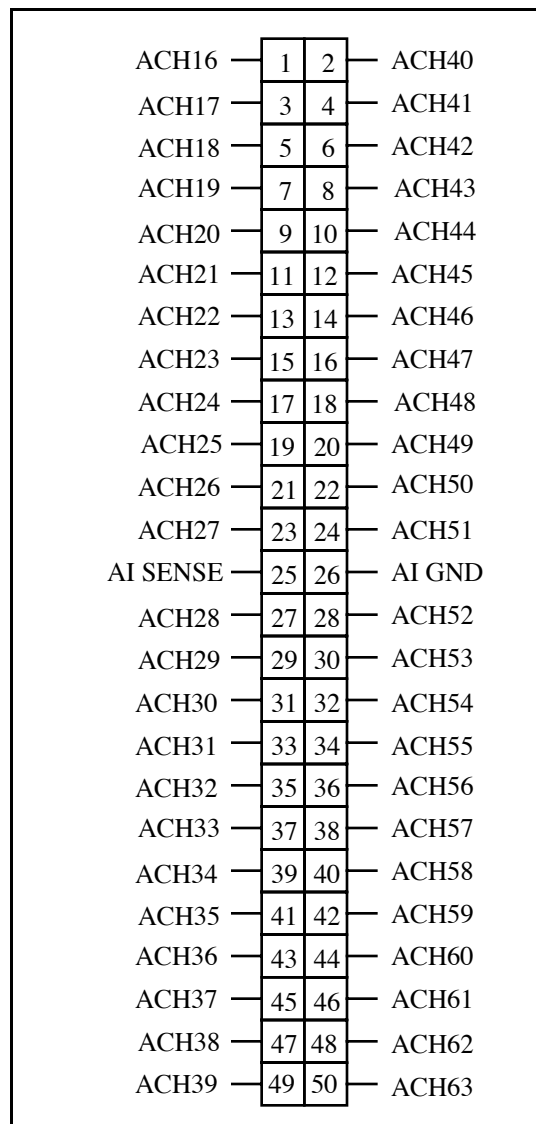 ACH16 1 2 ACH40
ACH17 3 4 ACH41
ACH18 5 6 ACH42
ACH19 7 8 ACH43
ACH20 9 10 ACH44
ACH21 11 12 ACH45
ACH22 13 14 ACH46
ACH23 15 16 ACH47
ACH24 17 18 ACH48
ACH25 19 20 ACH49
ACH26 21 22 ACH50
ACH27 23 24 ACH51
AI SENSE 25 26 AI GND
ACH28 27 28 ACH52
ACH29 29 30 ACH53
ACH30 31 32 ACH54
ACH31 33 34 ACH55
ACH32 35 36 ACH56
ACH33 37 38 ACH57
ACH34 39 40 ACH58
ACH35 41 42 ACH59
ACH36 43 44 ACH60
ACH37 45 46 ACH61
ACH38 47 48 ACH62
ACH39 49 50 ACH63